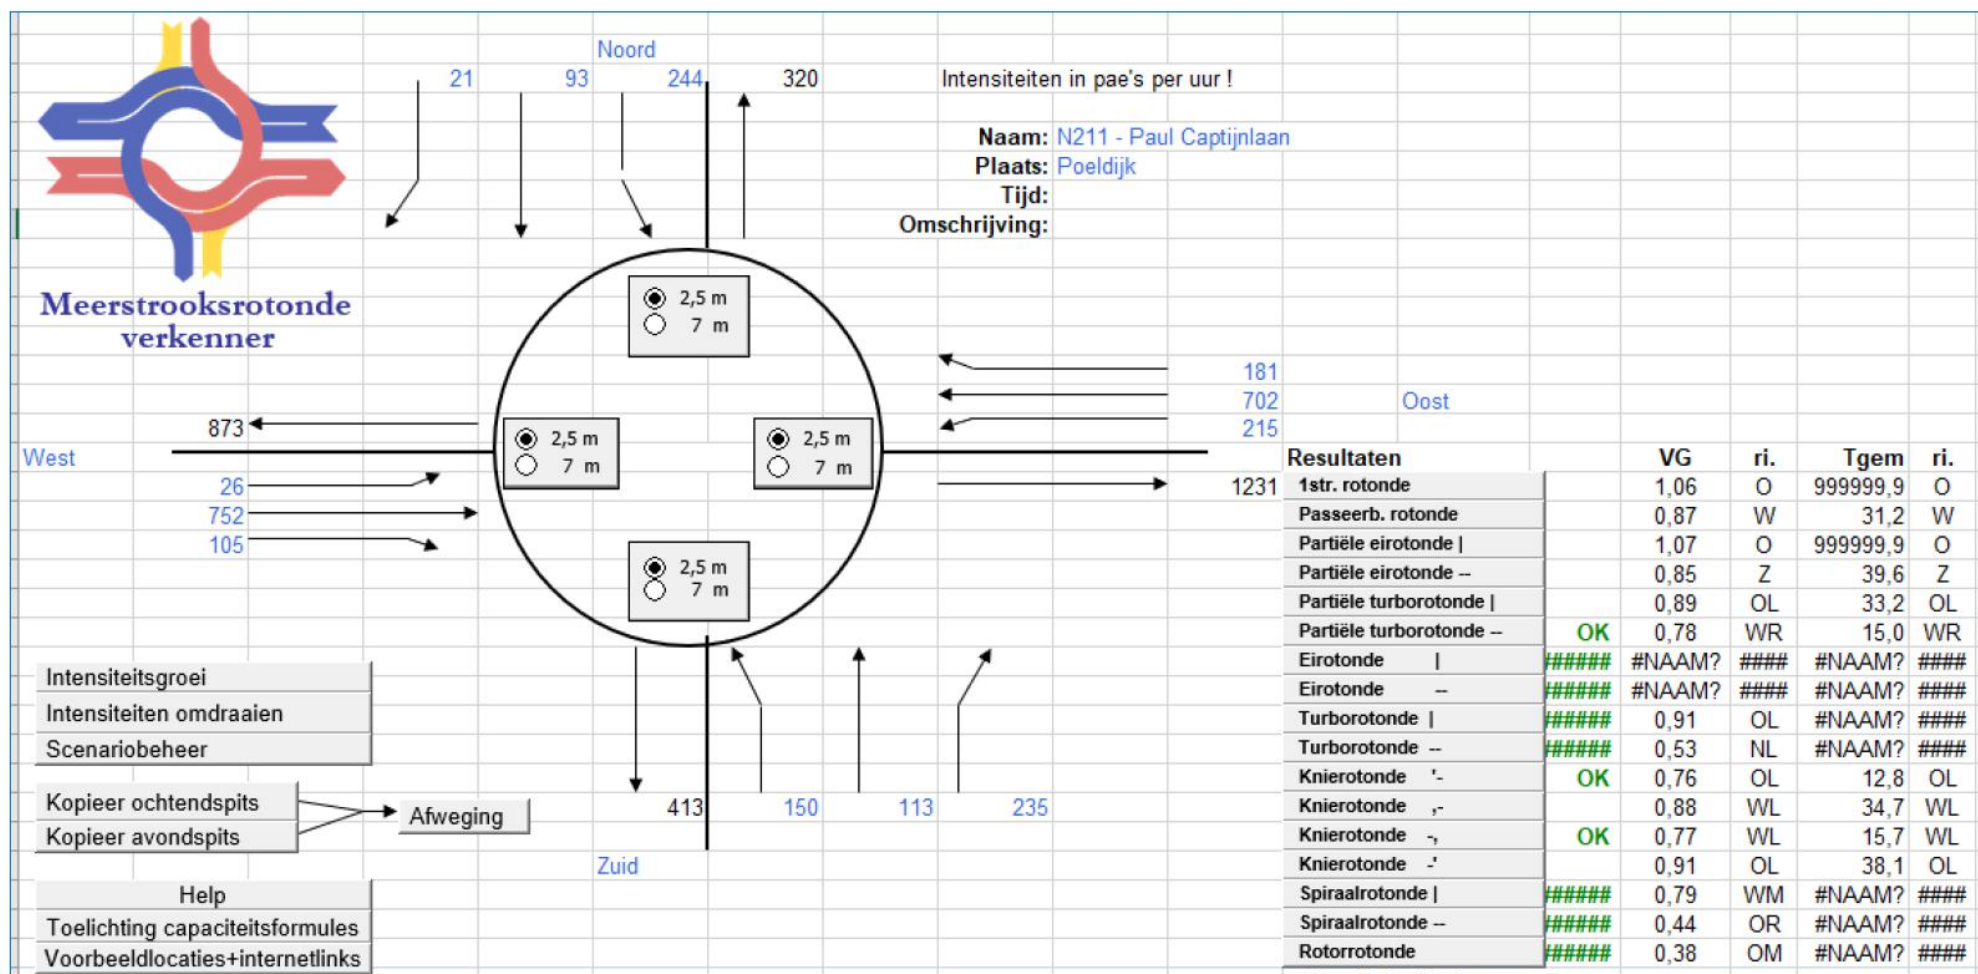 Noord
21 93 244 320 Intensiteiten in pae's per uur !
Naam: N211 - Paul Captijnlaan
Plaats: Poeldijk
Tijd:
Omschrijving:
Meerstrooksrotonde
verkenner
2,5 m
7 m
181
702 Oost
215
873
West
26
752
105
2,5 m
7 m
2,5 m
7 m
1231
2,5 m
7 m
Resultaten VG ri. Tgem ri.
1str. rotonde 1,06 O 999999,9 O
Passeerb. rotonde 0,87 W 31,2 W
Partiële eirotonde | 1,07 O 999999,9 O
Partiële eirotonde -- 0,85 Z 39,6 Z
Partiële turborotonde | 0,89 OL 33,2 OL
Partiële turborotonde -- OK 0,78 WR 15,0 WR
Eirotonde | ###### #NAAM? #### #NAAM? ####
Eirotonde -- ###### #NAAM? #### #NAAM? ####
Turborotonde | ###### 0,91 OL #NAAM? ####
Turborotonde -- ###### 0,53 NL #NAAM? ####
Knierotonde '- OK 0,76 OL 12,8 OL
Knierotonde ,- 0,88 WL 34,7 WL
Knierotonde -, OK 0,77 WL 15,7 WL
Knierotonde -' 0,91 OL 38,1 OL
Spiraalrotonde | ###### 0,79 WM #NAAM? ####
Spiraalrotonde -- ###### 0,44 OR #NAAM? ####
Rotorrotonde ###### 0,38 OM #NAAM? ####
Intensiteitsgroei
Intensiteiten omdraaien
Scenariobeheer
Kopieer ochtendspits
Kopieer avondspits
Afweging
413 150 113 235
Zuid
Help
Toelichting capaciteitsformules
Voorbeeldlocaties+internetlinks